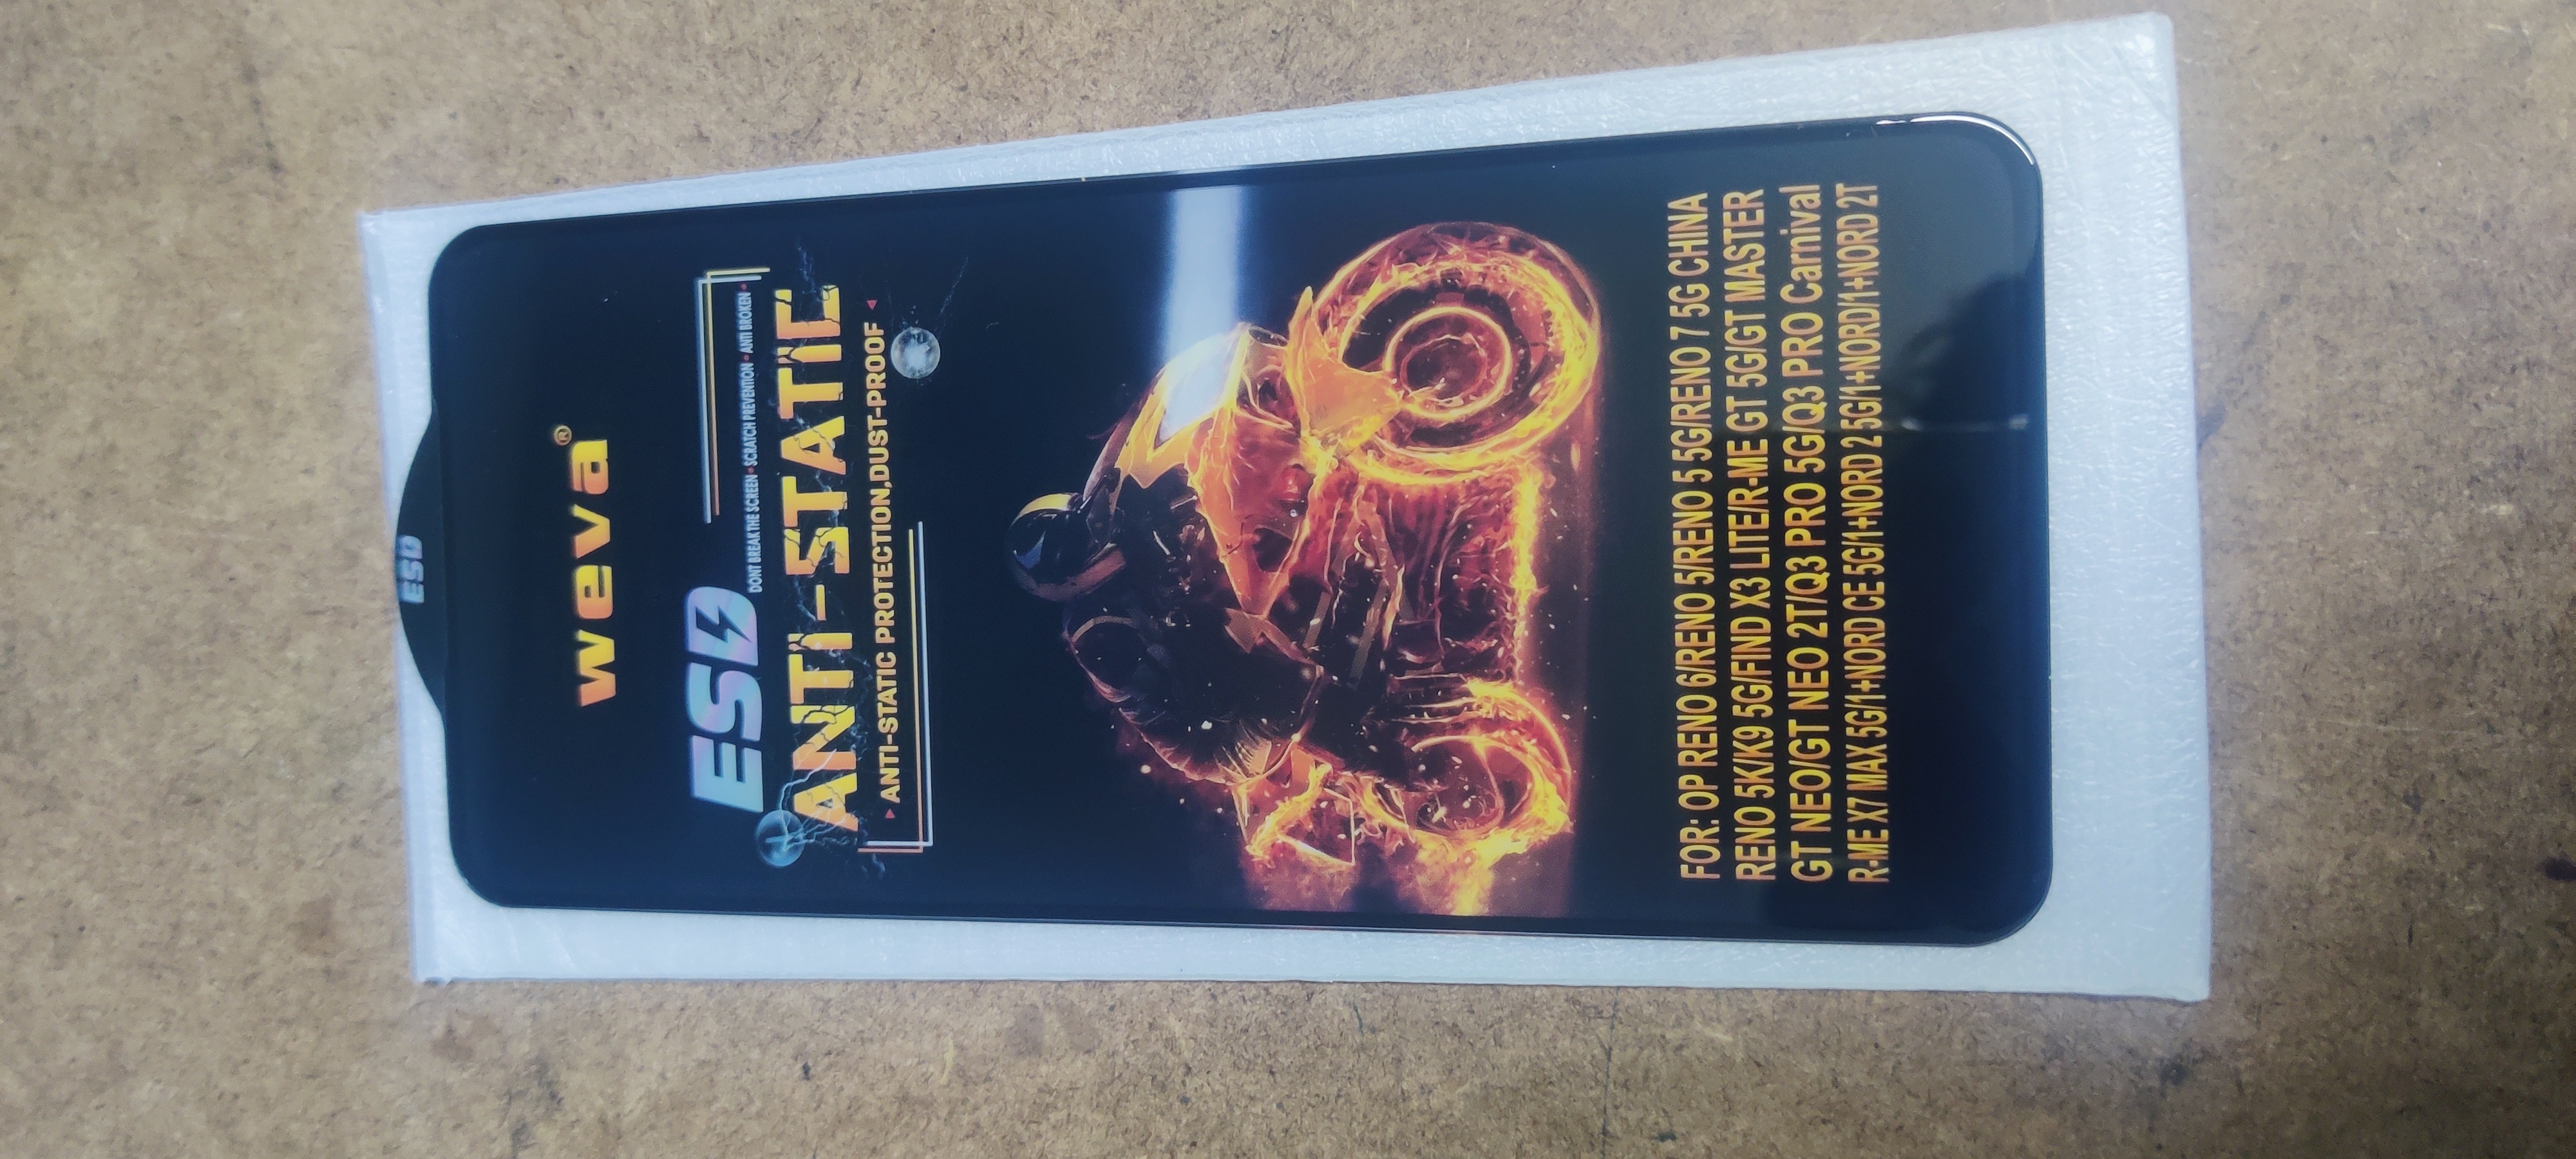 ESD
weva®
ESD
DONT BREAK THE SCREEN • SCRATCH PREVENTION • ANTI BROKEN •
ANTI-STATIC
ANTI-STATIC PROTECTION,DUST-PROOF
FOR: OP RENO 6/RENO 5/RENO 5 5G/RENO 7 5G CHINA
RENO 5K/K9 5G/FIND X3 LITE/R-ME GT 5G/GT MASTER
GT NEO/GT NEO 2T/Q3 PRO 5G/Q3 PRO Carnival
R-ME X7 MAX 5G/1+NORD CE 5G/1+NORD 2 5G/1+NORD/1+NORD 2T